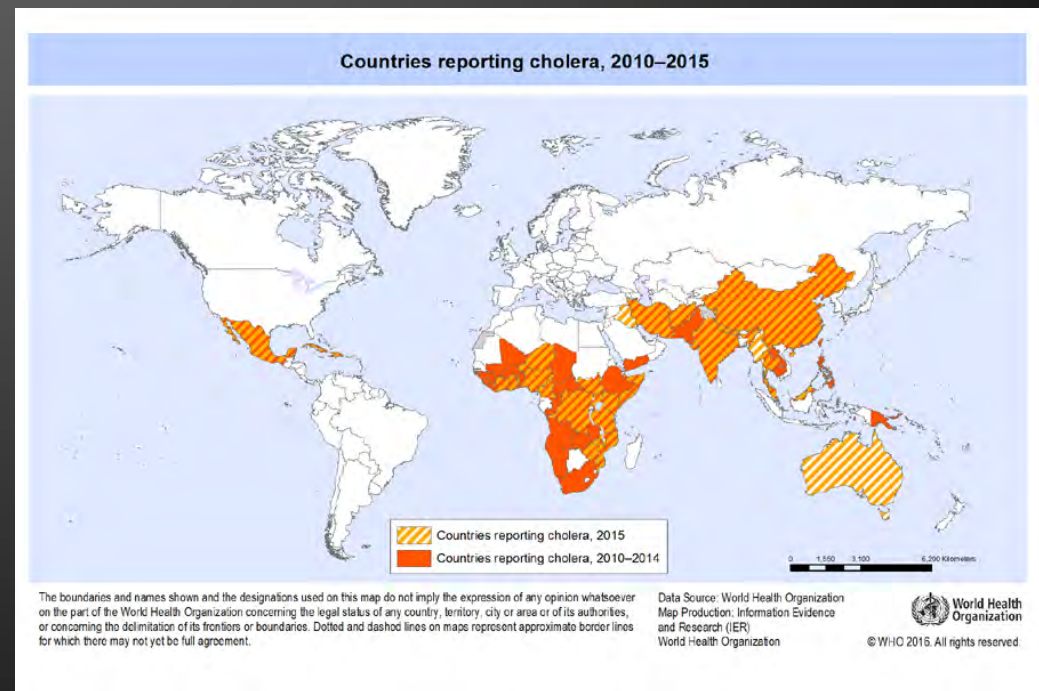 Countries reporting cholera, 2010–2015
Countries reporting cholera, 2015
Countries reporting cholera, 2010–2014
0 1,550 3,100 6,200 Kilometers
The boundaries and names shown and the designations used on this map do not imply the expression of any opinion whatsoever
on the part of the World Health Organization concerning the legal status of any country, territory, city or area or of its authorities,
or concerning the delimitation of its frontiers or boundaries. Dotted and dashed lines on maps represent approximate border lines
for which there may not yet be full agreement.
Data Source: World Health Organization
Map Production: Information Evidence
and Research (IER)
World Health Organization
World Health
Organization
© WHO 2016. All rights reserved.